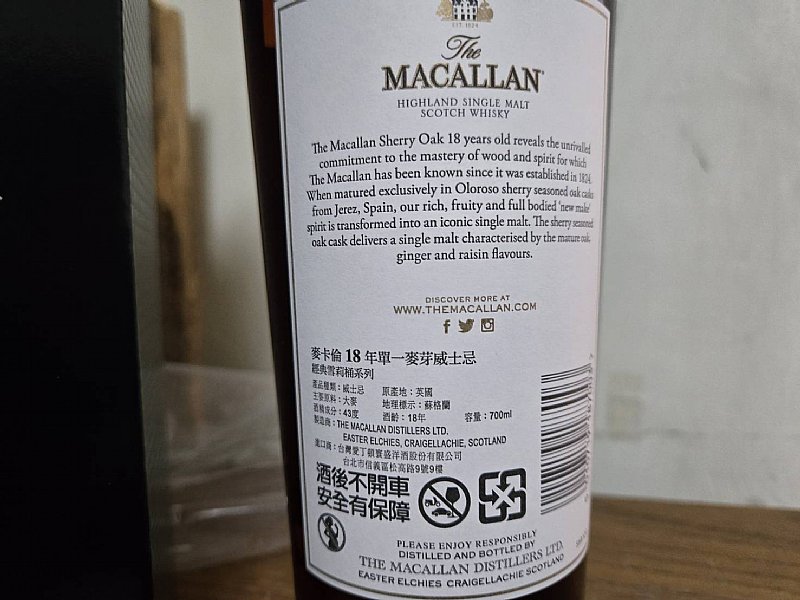 EST. 1824
The
MACALLAN
HIGHLAND SINGLE MALT
SCOTCH WHISKY
The Macallan Sherry Oak 18 years old reveals the unrivalled
commitment to the mastery of wood and spirit for which
The Macallan has been known since it was established in 1824.
When matured exclusively in Oloroso sherry seasoned oak casks
from Jerez, Spain, our rich, fruity and full bodied 'new make'
spirit is transformed into an iconic single malt. The sherry seasoned
oak cask delivers a single malt characterised by the mature oak,
ginger and raisin flavours.
DISCOVER MORE AT
WWW.THEMACALLAN.COM
麥卡倫 18 年單一麥芽威士忌
經典雪莉桶系列
產品種類：威士忌 原產地：英國
主要原料：大麥 地理標示：蘇格蘭
酒精成分：43度 酒齡：18年 容量：700ml
製造商：THE MACALLAN DISTILLERS LTD.
EASTER ELCHIES, CRAIGELLACHIE, SCOTLAND
進口商：台灣愛丁頓寰盛洋酒股份有限公司
台北市信義區松高路9號9樓
酒後不開車
安全有保障
PLEASE ENJOY RESPONSIBLY
DISTILLED AND BOTTLED BY
THE MACALLAN DISTILLERS LTD.
EASTER ELCHIES CRAIGELLACHIE SCOTLAND